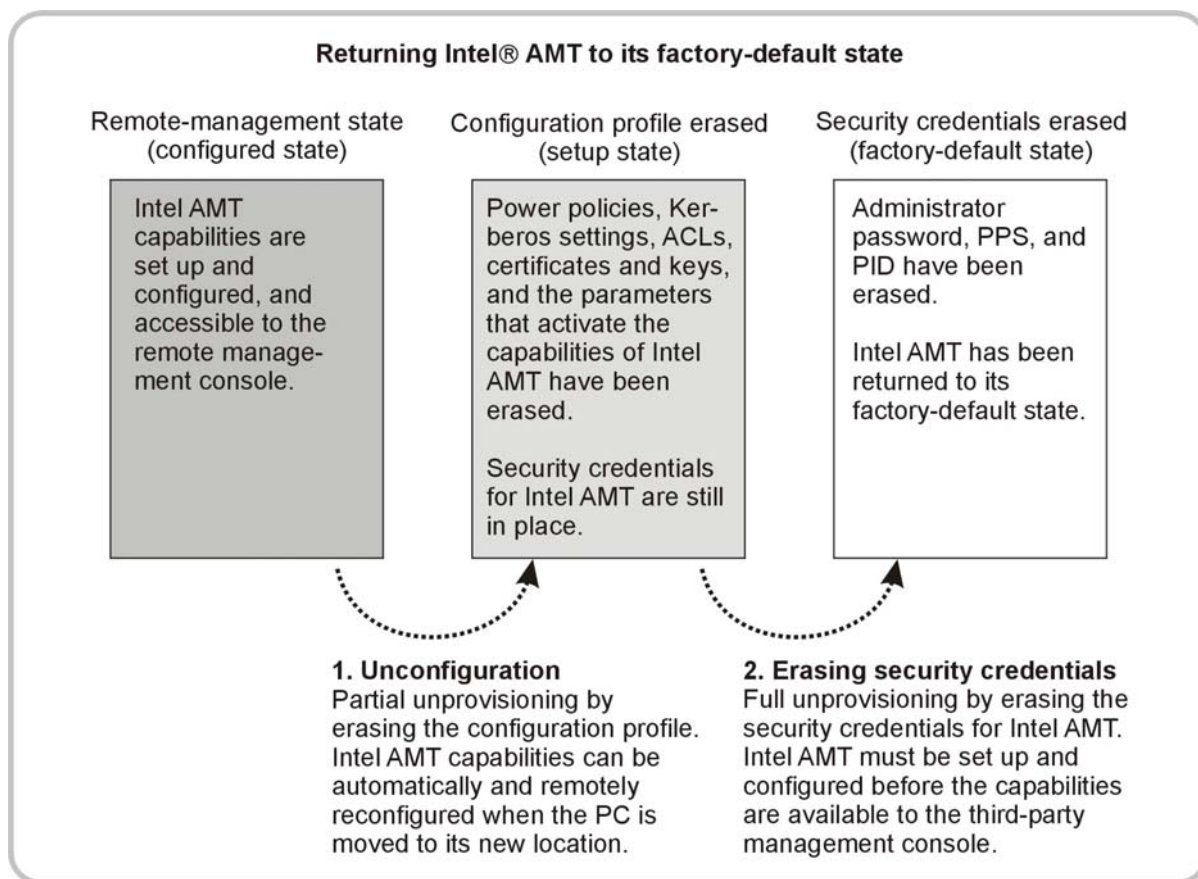 Returning Intel® AMT to its factory-default state
Remote-management state
(configured state)
Intel AMT
capabilities are
set up and
configured, and
accessible to the
remote manage-
ment console.
Configuration profile erased
(setup state)
Power policies, Ker-
beros settings, ACLs,
certificates and keys,
and the parameters
that activate the
capabilities of Intel
AMT have been
erased.
Security credentials
for Intel AMT are still
in place.
Security credentials erased
(factory-default state)
Administrator
password, PPS, and
PID have been
erased.
Intel AMT has been
returned to its
factory-default state.
1. Unconfiguration
Partial unprovisioning by
erasing the configuration profile.
Intel AMT capabilities can be
automatically and remotely
reconfigured when the PC is
moved to its new location.
2. Erasing security credentials
Full unprovisioning by erasing the
security credentials for Intel AMT.
Intel AMT must be set up and
configured before the capabilities
are available to the third-party
management console.